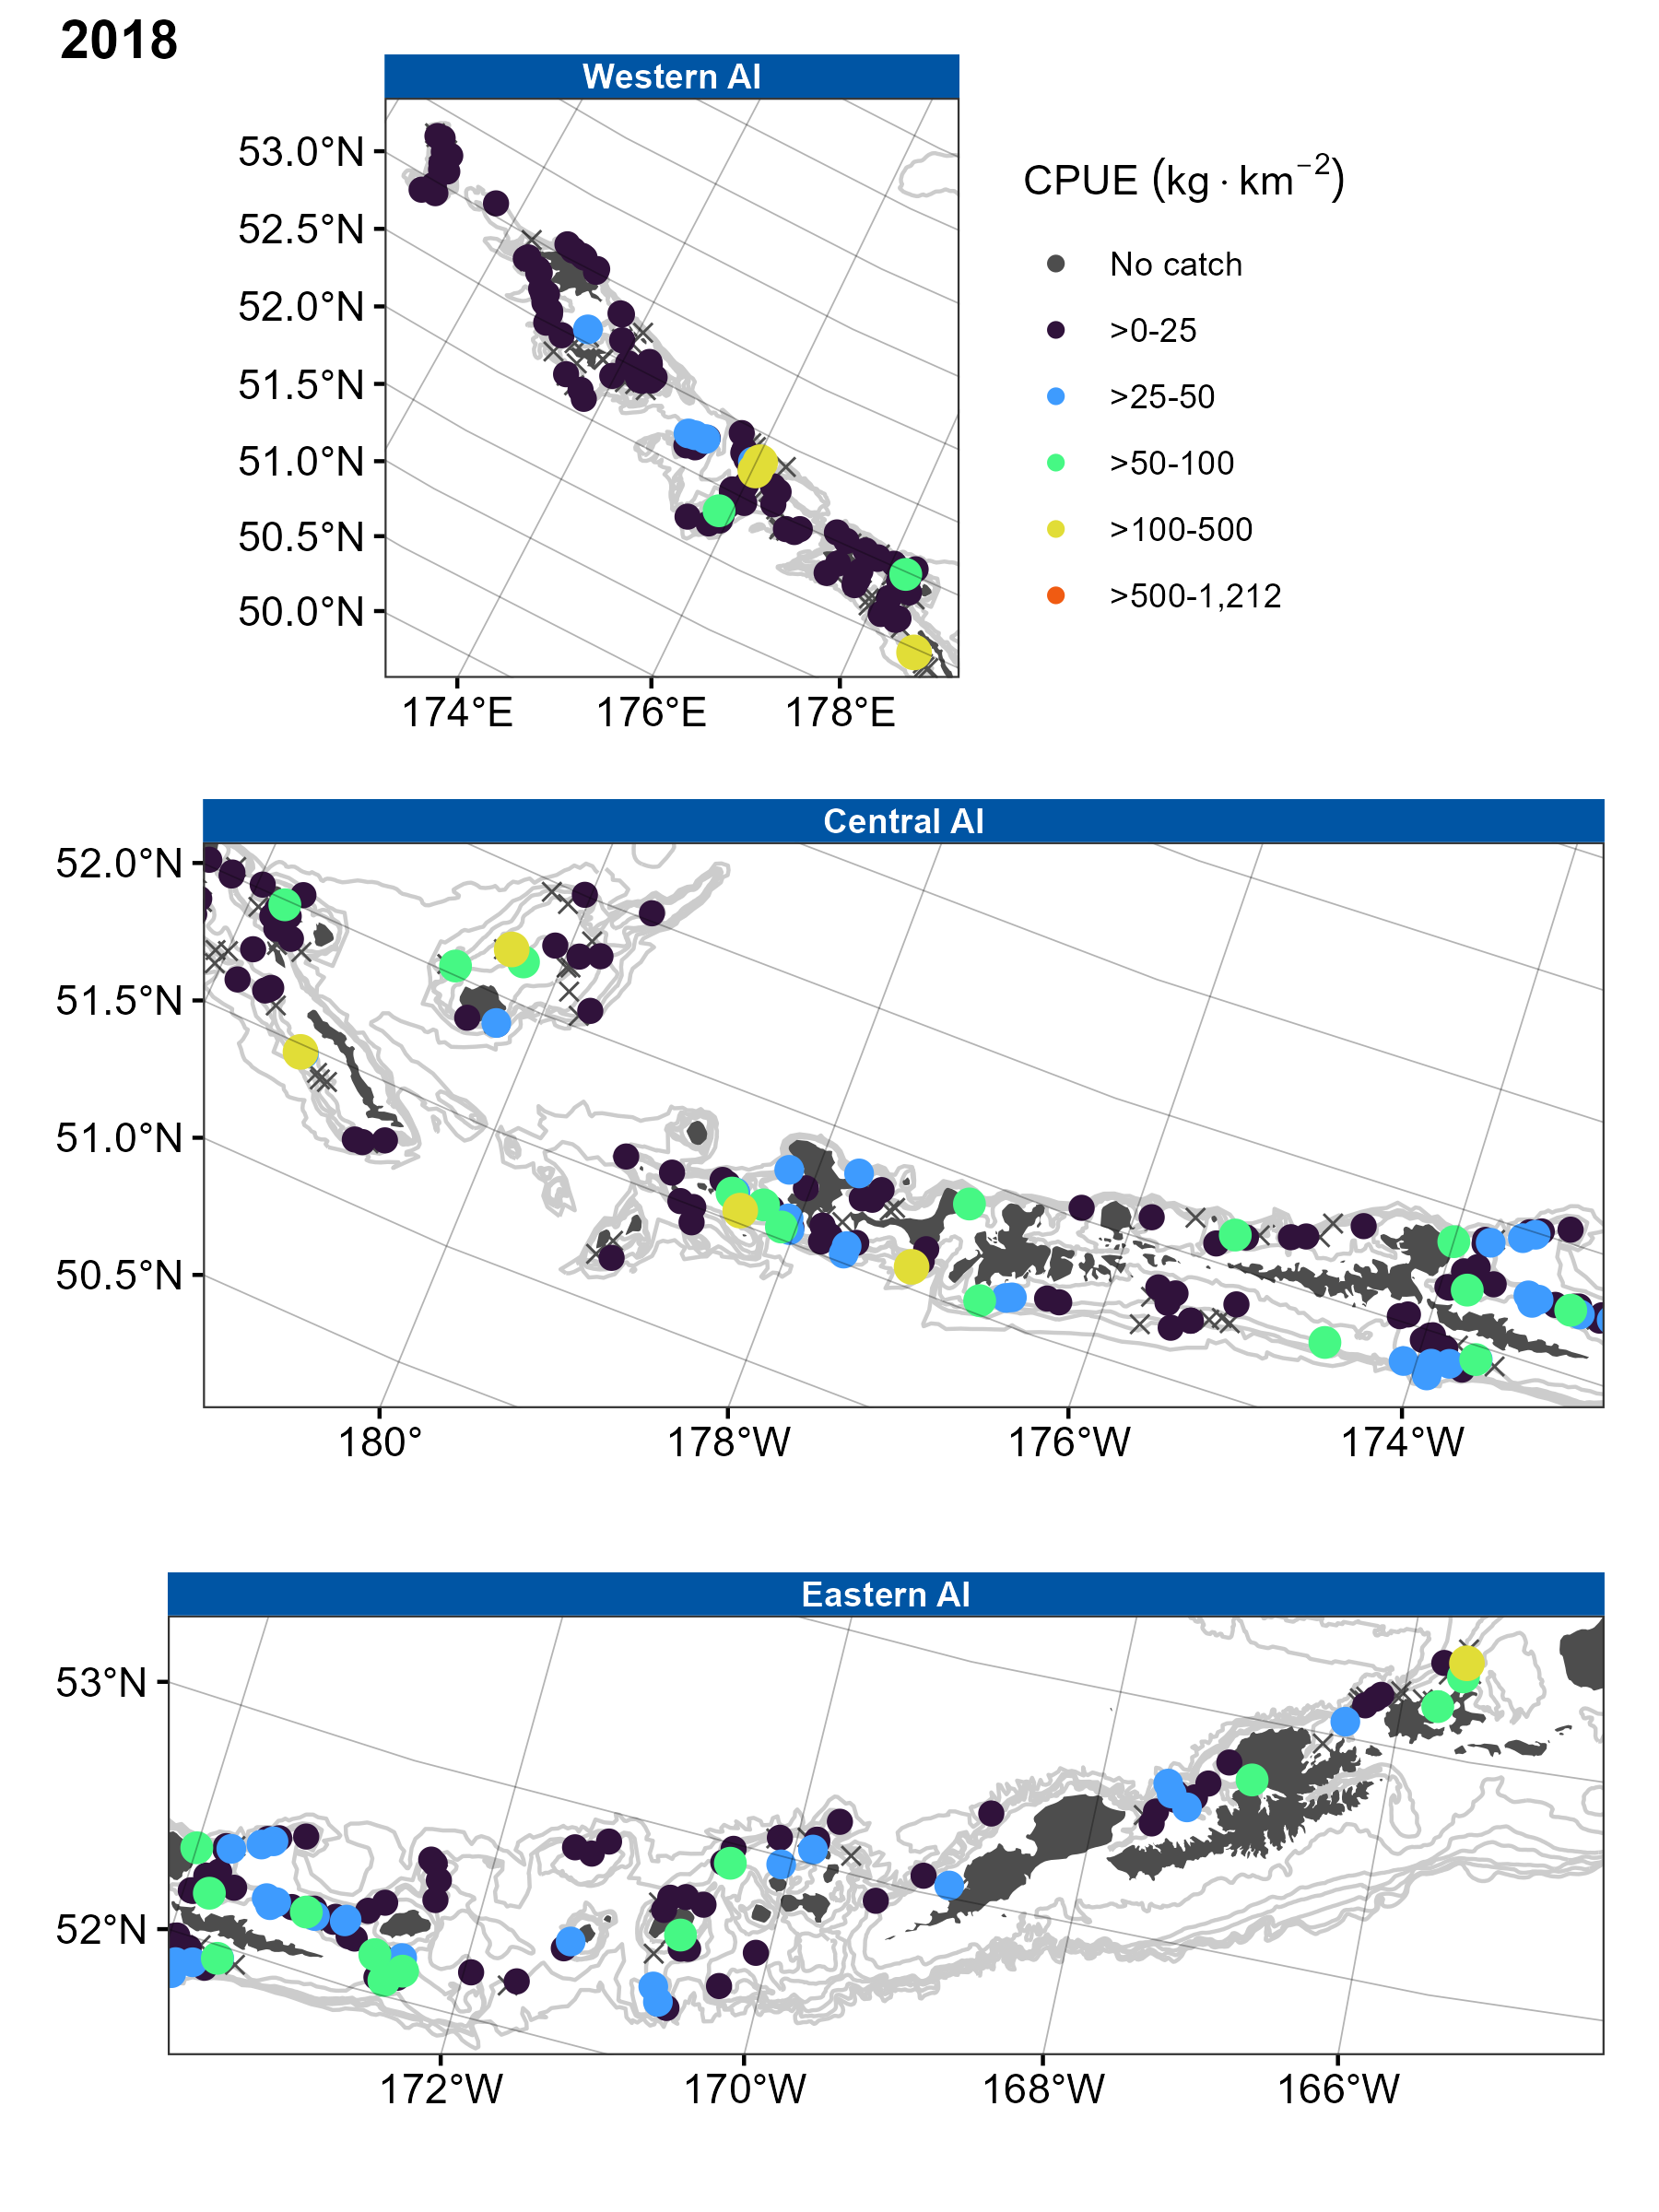 2018
Western AI
53.0°N
52.5°N
52.0°N
51.5°N
51.0°N
50.5°N
50.0°N
174°E 176°E 178°E
CPUE (kg · km⁻²)
No catch
>0-25
>25-50
>50-100
>100-500
>500-1,212
Central AI
52.0°N
51.5°N
51.0°N
50.5°N
180° 178°W 176°W 174°W
Eastern AI
53°N
52°N
172°W 170°W 168°W 166°W